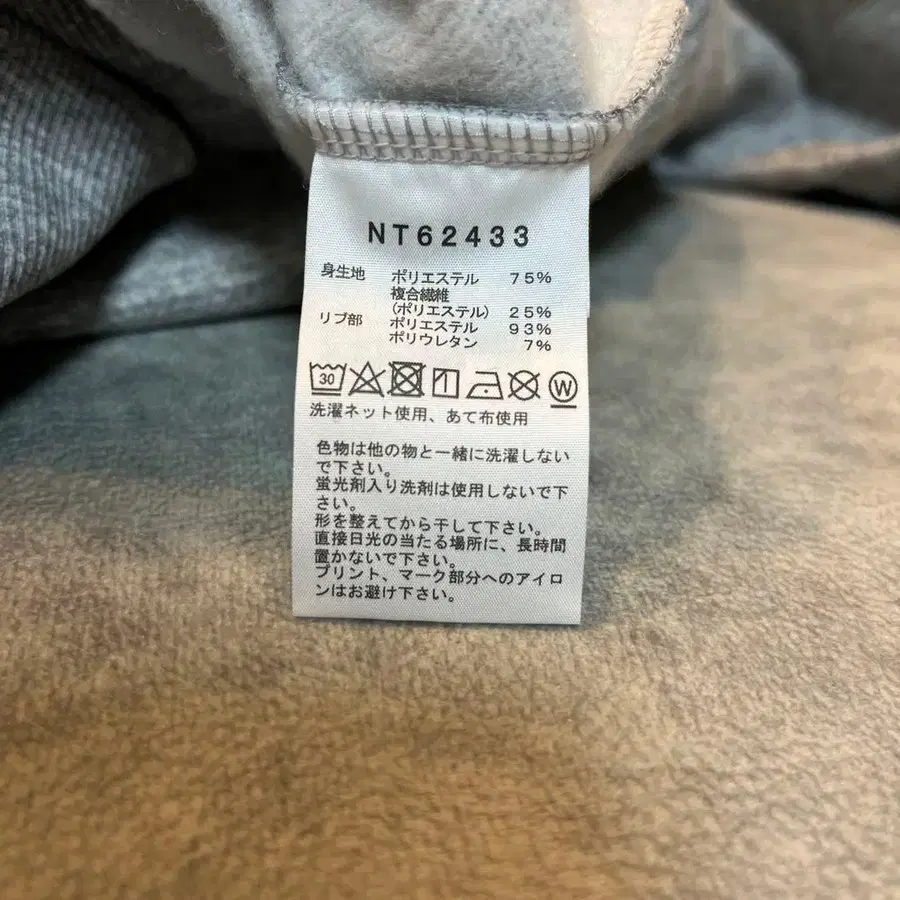 NT62433
身生地 ポリエステル 75%
複合繊維
(ポリエステル) 25%
リブ部 ポリエステル 93%
ポリウレタン 7%
30 W
洗濯ネット使用、あて布使用
色物は他の物と一緒に洗濯しない
で下さい。
蛍光剤入り洗剤は使用しないで下
さい。
形を整えてから干して下さい。
直接日光の当たる場所に、長時間
置かないで下さい。
プリント、マーク部分へのアイロ
ンはお避け下さい。